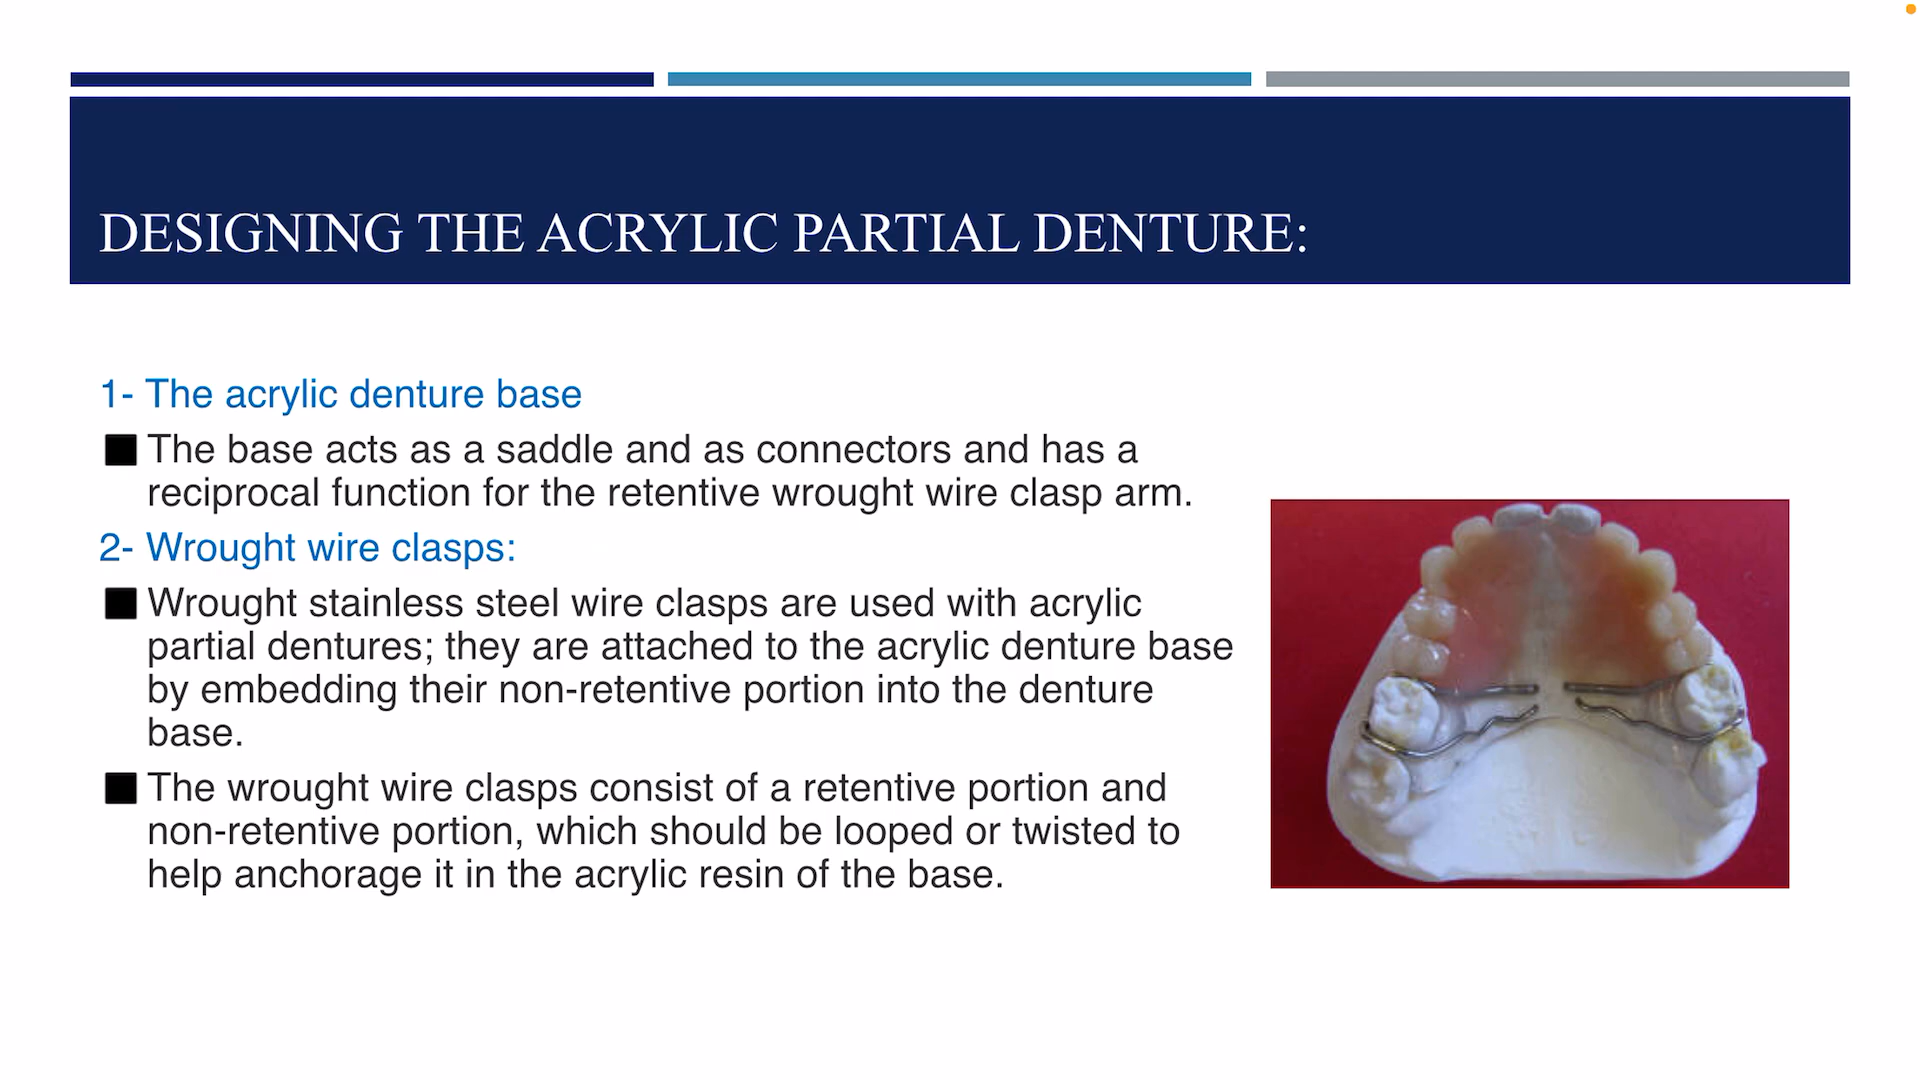 DESIGNING THE ACRYLIC PARTIAL DENTURE:
1- The acrylic denture base
■ The base acts as a saddle and as connectors and has a
reciprocal function for the retentive wrought wire clasp arm.
2- Wrought wire clasps:
■ Wrought stainless steel wire clasps are used with acrylic
partial dentures; they are attached to the acrylic denture base
by embedding their non-retentive portion into the denture
base.
■ The wrought wire clasps consist of a retentive portion and
non-retentive portion, which should be looped or twisted to
help anchorage it in the acrylic resin of the base.